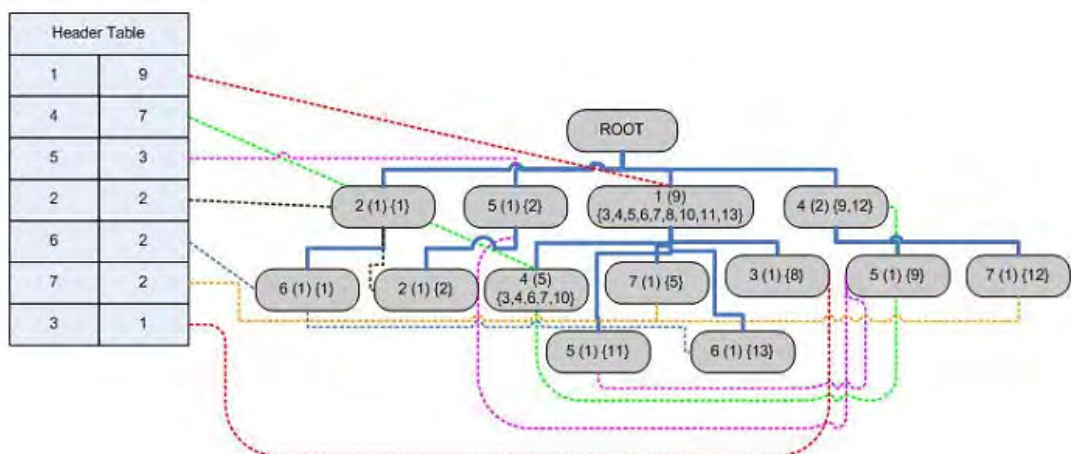 Header Table
1 9
4 7
5 3
2 2
6 2
7 2
3 1
ROOT
2 (1) {1}
5 (1) {2}
1 (9)
{3,4,5,6,7,8,10,11,13}
4 (2) {9,12}
6 (1) {1}
2 (1) {2}
4 (5)
{3,4,6,7,10}
7 (1) {5}
3 (1) {8}
5 (1) {9}
7 (1) {12}
5 (1) {11}
6 (1) {13}